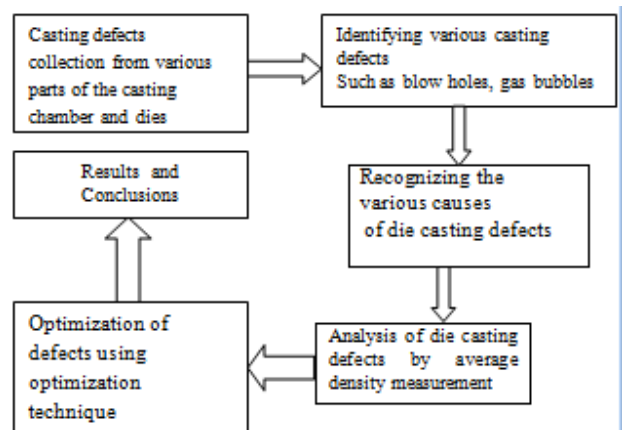 Casting defects
collection from various
parts of the casting
chamber and dies
Identifying various casting
defects
Such as blow holes, gas bubbles
Recognizing the
various causes
of die casting defects
Analysis of die casting
defects by average
density measurement
Optimization of
defects using
optimization
technique
Results and
Conclusions